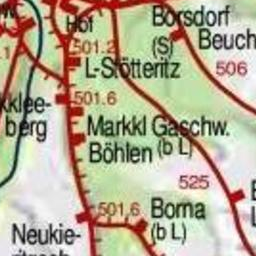 Hof
Borsdorf
(S) Beuch
501.2
L-Stötteritz
506
501.6
kklee-
berg
Markkl Gaschw.
Böhlen (b L)
525
501.6
Borna
(b L)
Neukie-
ritzsch